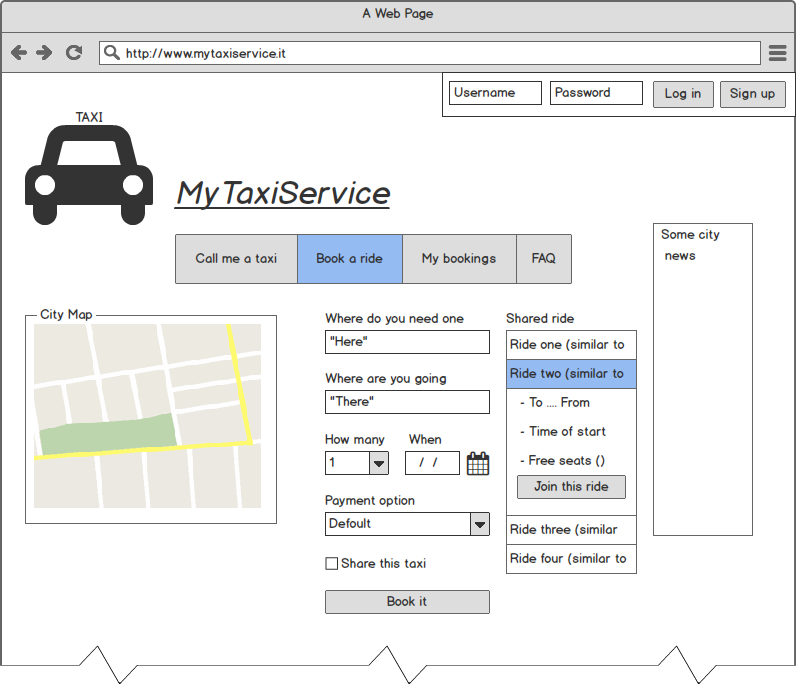 A Web Page
http://www.mytaxiservice.it
Username
Password
Log in
Sign up
TAXI
MyTaxiService
Call me a taxi
Book a ride
My bookings
FAQ
Some city
news
City Map
Where do you need one
"Here"
Where are you going
"There"
How many
When
1
/ /
Payment option
Default
Share this taxi
Book it
Shared ride
Ride one (similar to
Ride two (similar to
- To .... From
- Time of start
- Free seats ()
Join this ride
Ride three (similar
Ride four (similar to